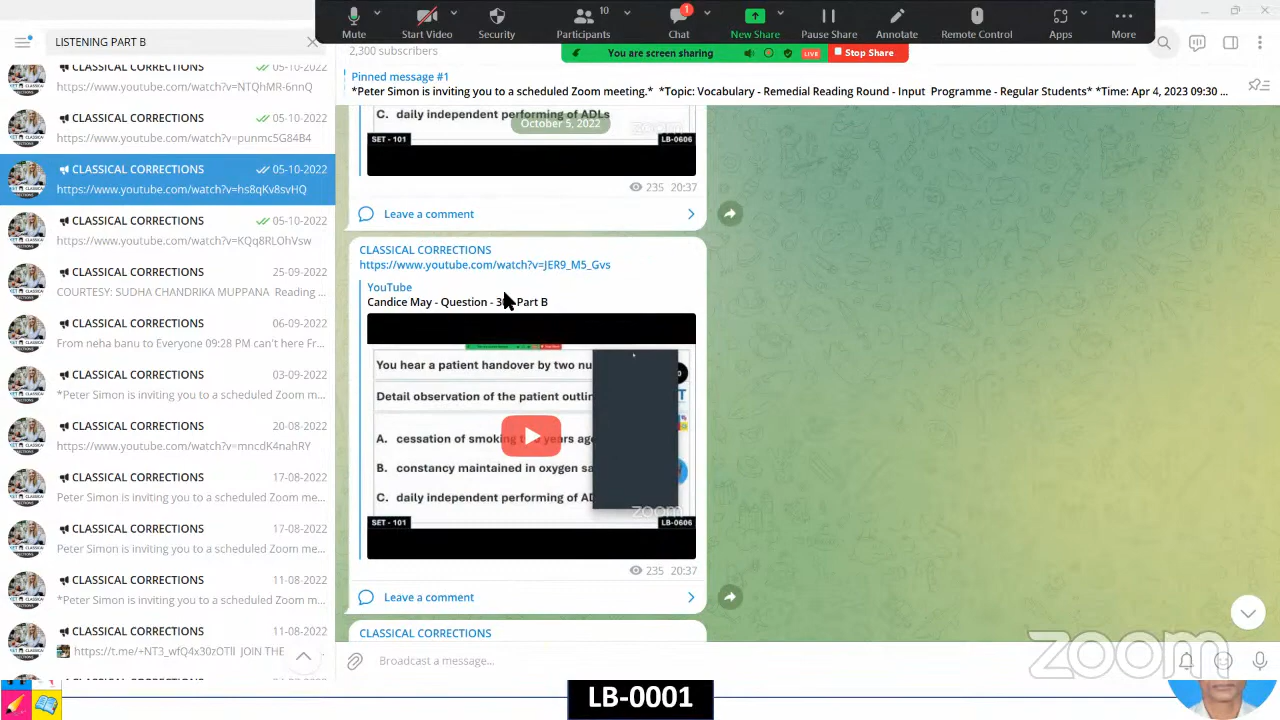 Mute
Start Video
Security
Participants
10
Chat
1
New Share
Pause Share
Annotate
Remote Control
Apps
More
You are screen sharing
LIVE
Stop Share
LISTENING PART B
05-10-2022
https://www.youtube.com/watch?v=NTQhMR-6nnQ
CLASSICAL CORRECTIONS
05-10-2022
https://www.youtube.com/watch?v=punmc5G84B4
CLASSICAL CORRECTIONS
05-10-2022
https://www.youtube.com/watch?v=hs8qKv8svHQ
CLASSICAL CORRECTIONS
05-10-2022
https://www.youtube.com/watch?v=KQq8RLOhVsw
CLASSICAL CORRECTIONS
25-09-2022
COURTESY: SUDHA CHANDRIKA MUPPANA Reading ...
CLASSICAL CORRECTIONS
06-09-2022
From neha banu to Everyone 09:28 PM can't here Fr...
CLASSICAL CORRECTIONS
03-09-2022
*Peter Simon is inviting you to a scheduled Zoom me...
CLASSICAL CORRECTIONS
20-08-2022
https://www.youtube.com/watch?v=mncdK4nahRY
CLASSICAL CORRECTIONS
17-08-2022
Peter Simon is inviting you to a scheduled Zoom me...
CLASSICAL CORRECTIONS
17-08-2022
Peter Simon is inviting you to a scheduled Zoom me...
CLASSICAL CORRECTIONS
11-08-2022
*Peter Simon is inviting you to a scheduled Zoom m...
CLASSICAL CORRECTIONS
11-08-2022
https://t.me/+NT3_wfQ4x30zOTll JOIN THE
2,300 subscribers
Pinned message #1
*Peter Simon is inviting you to a scheduled Zoom meeting.* *Topic: Vocabulary - Remedial Reading Round - Input Programme - Regular Students* *Time: Apr 4, 2023 09:30 ...
C. daily independent performing of ADLs
October 5, 2022
zoom
SET - 101
LB-0606
235 20:37
Leave a comment
CLASSICAL CORRECTIONS
https://www.youtube.com/watch?v=JER9_M5_Gvs
YouTube
Candice May - Question - 30 Part B
You hear a patient handover by two nu
Detail observation of the patient outlin
A. cessation of smoking two years ago
B. constancy maintained in oxygen sa
C. daily independent performing of AD
zoom
SET - 101
LB-0606
235 20:37
Leave a comment
CLASSICAL CORRECTIONS
Broadcast a message...
zoom
LB-0001